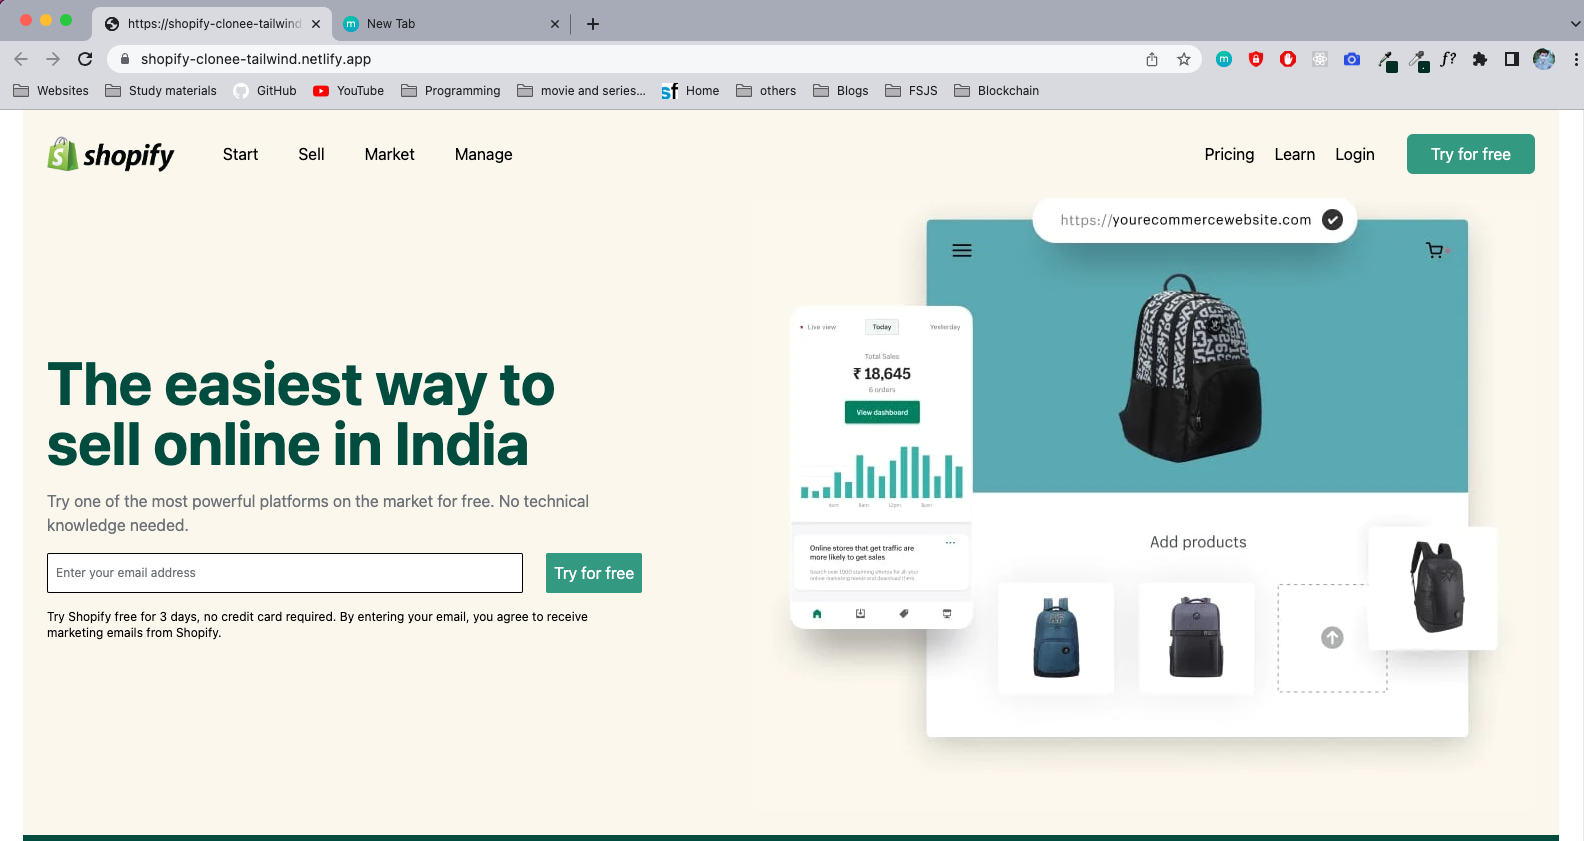 https://shopify-clonee-tailwind
New Tab
shopify-clonee-tailwind.netlify.app
Websites
Study materials
GitHub
YouTube
Programming
movie and series...
Home
others
Blogs
FSJS
Blockchain
shopify
Start
Sell
Market
Manage
Pricing
Learn
Login
Try for free
https://yourecommercewebsite.com
Live view
Today
Yesterday
Total Sales
₹ 18,645
6 orders
View dashboard
4am
8am
12pm
Online stores that get traffic are
more likely to get sales
The easiest way to
sell online in India
Try one of the most powerful platforms on the market for free. No technical
knowledge needed.
Enter your email address
Try for free
Try Shopify free for 3 days, no credit card required. By entering your email, you agree to receive
marketing emails from Shopify.
Add products